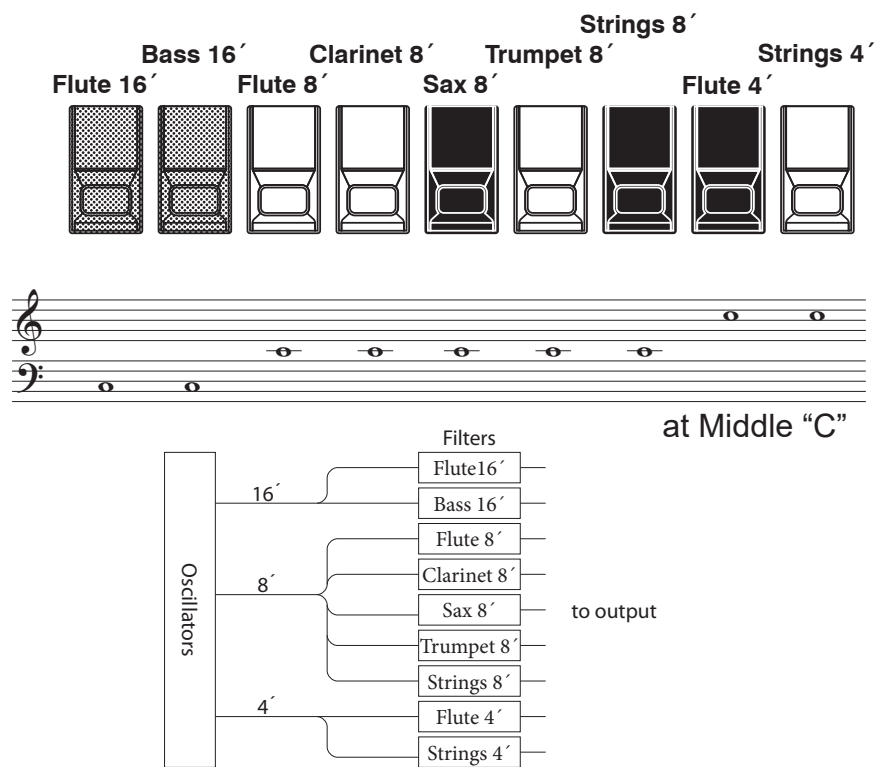 Strings 8´
Bass 16´ Clarinet 8´ Trumpet 8´ Strings 4´
Flute 16´ Flute 8´ Sax 8´ Flute 4´
at Middle “C”
Filters
Flute16´
16´
Bass 16´
Flute 8´
Oscillators
8´
Clarinet 8´
Sax 8´
to output
Trumpet 8´
Strings 8´
4´
Flute 4´
Strings 4´